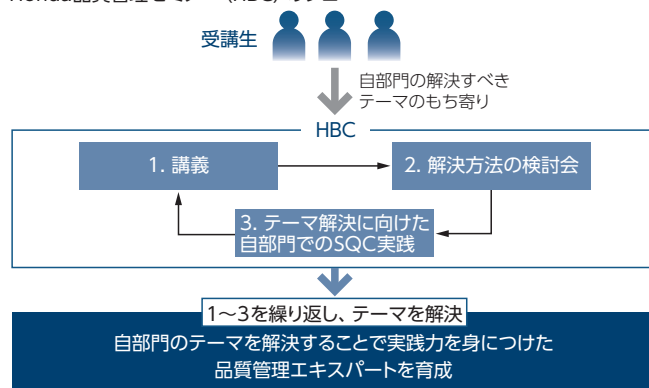 受講生
自部門の解決すべき
テーマのもち寄り
HBC
1. 講義
2. 解決方法の検討会
3. テーマ解決に向けた
自部門でのSQC実践
1～3を繰り返し、テーマを解決
自部門のテーマを解決することで実践力を身につけた
品質管理エキスパートを育成